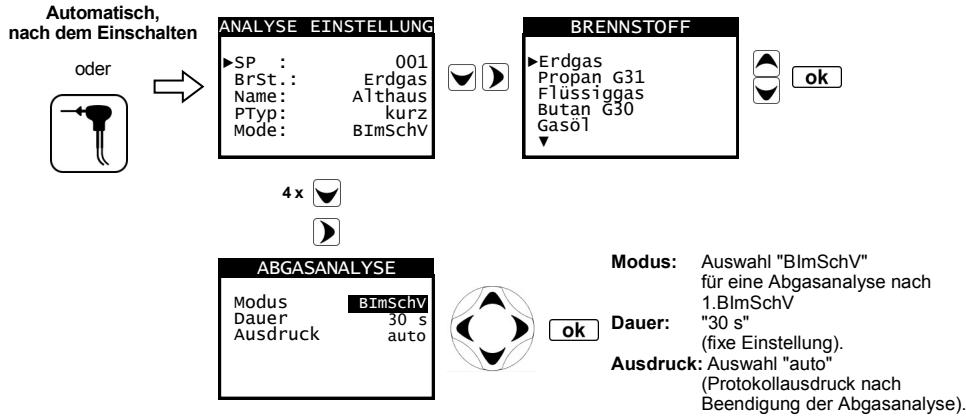 Automatisch,
nach dem Einschalten
oder
ANALYSE EINSTELLUNG
►SP : 001
BrSt.: Erdgas
Name: Althaus
PTyp: kurz
Mode: BImSchV
BRENNSTOFF
►Erdgas
Propan G31
Flüssiggas
Butan G30
Gasöl
▼
ok
4 x
ABGASANALYSE
Modus BImSchV
Dauer 30 s
Ausdruck auto
ok
Modus: Auswahl "BImSchV"
für eine Abgasanalyse nach
1.BImSchV
Dauer: "30 s"
(fixe Einstellung).
Ausdruck: Auswahl "auto"
(Protokollausdruck nach
Beendigung der Abgasanalyse).